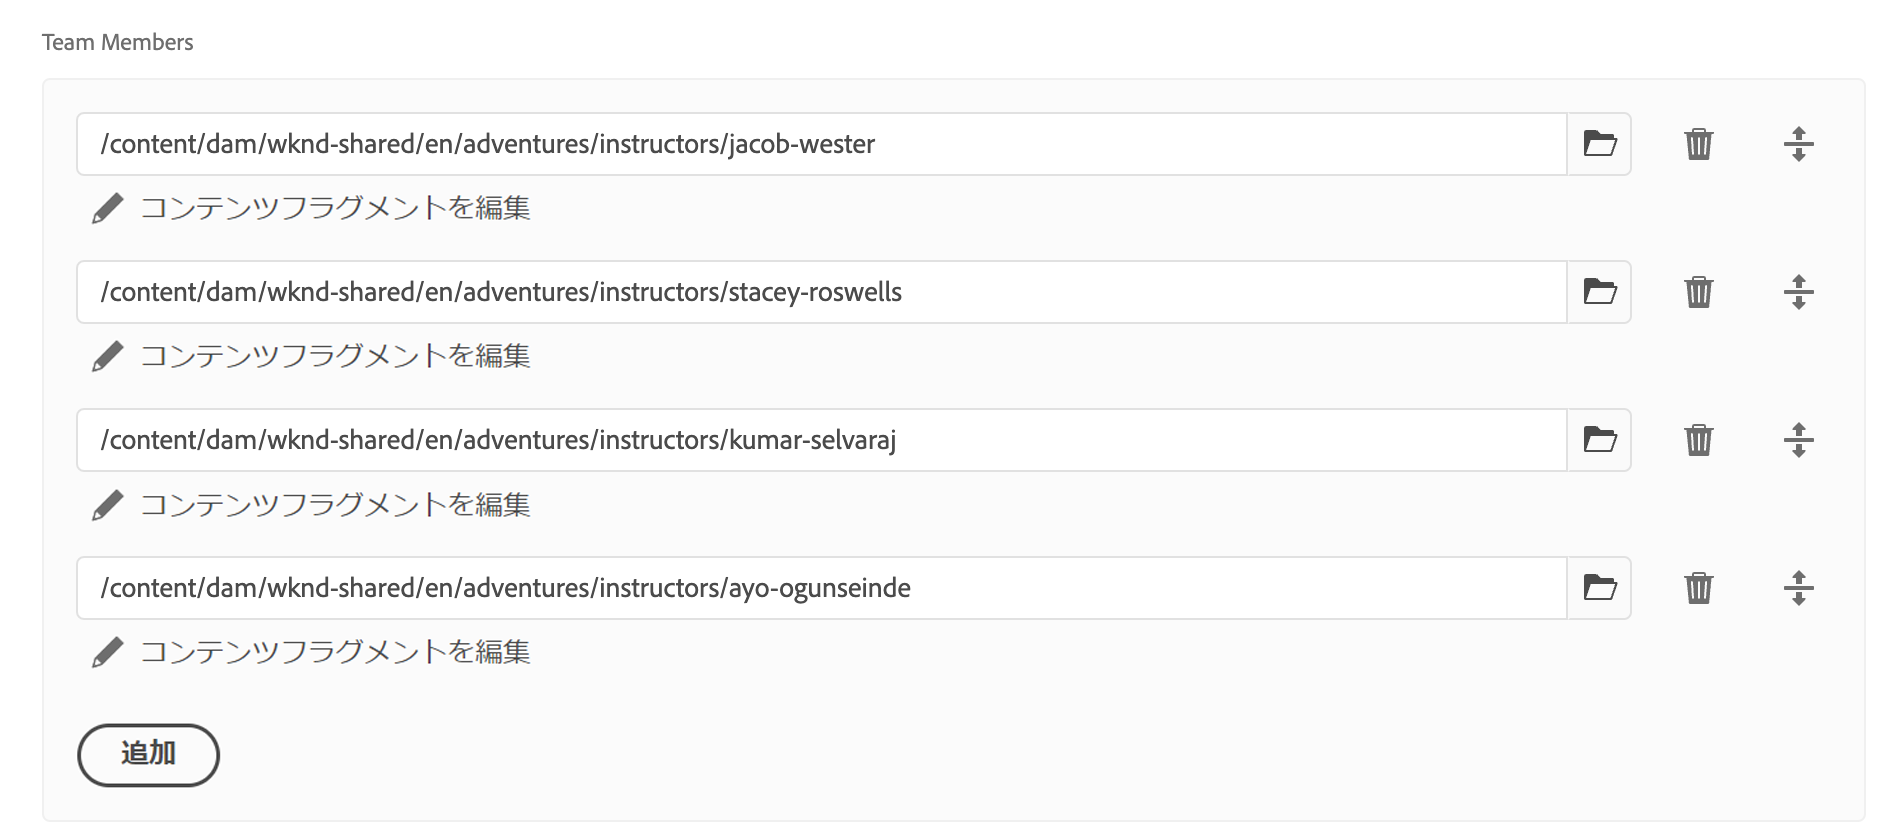 Team Members
/content/dam/wknd-shared/en/adventures/instructors/jacob-wester
コンテンツフラグメントを編集
/content/dam/wknd-shared/en/adventures/instructors/stacey-roswells
コンテンツフラグメントを編集
/content/dam/wknd-shared/en/adventures/instructors/kumar-selvaraj
コンテンツフラグメントを編集
/content/dam/wknd-shared/en/adventures/instructors/ayo-ogunseinde
コンテンツフラグメントを編集
追加